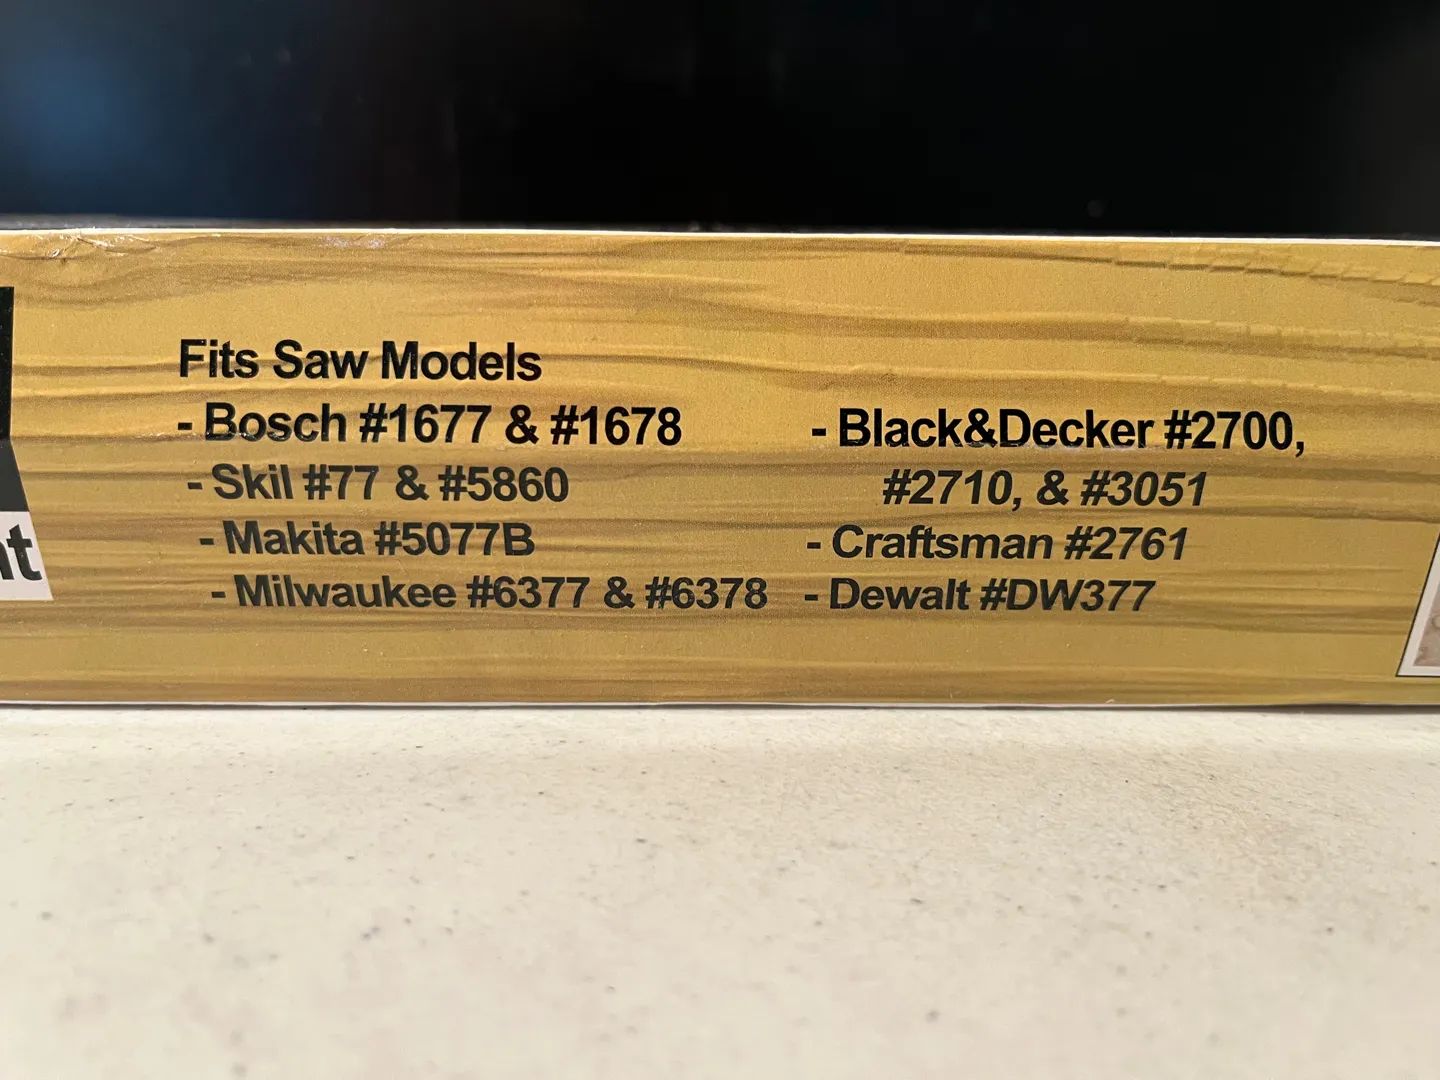 Fits Saw Models
- Bosch #1677 & #1678
- Skil #77 & #5860
- Makita #5077B
- Milwaukee #6377 & #6378
- Black&Decker #2700,
#2710, & #3051
- Craftsman #2761
- Dewalt #DW377